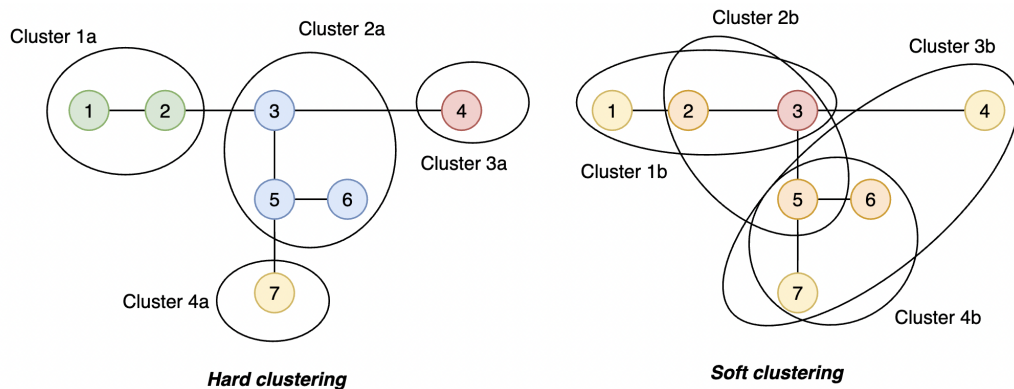 Cluster 1a
Cluster 2a
1
2
3
4
Cluster 3a
5
6
Cluster 4a
7
Hard clustering
Cluster 2b
Cluster 3b
1
2
3
4
Cluster 1b
5
6
7
Cluster 4b
Soft clustering